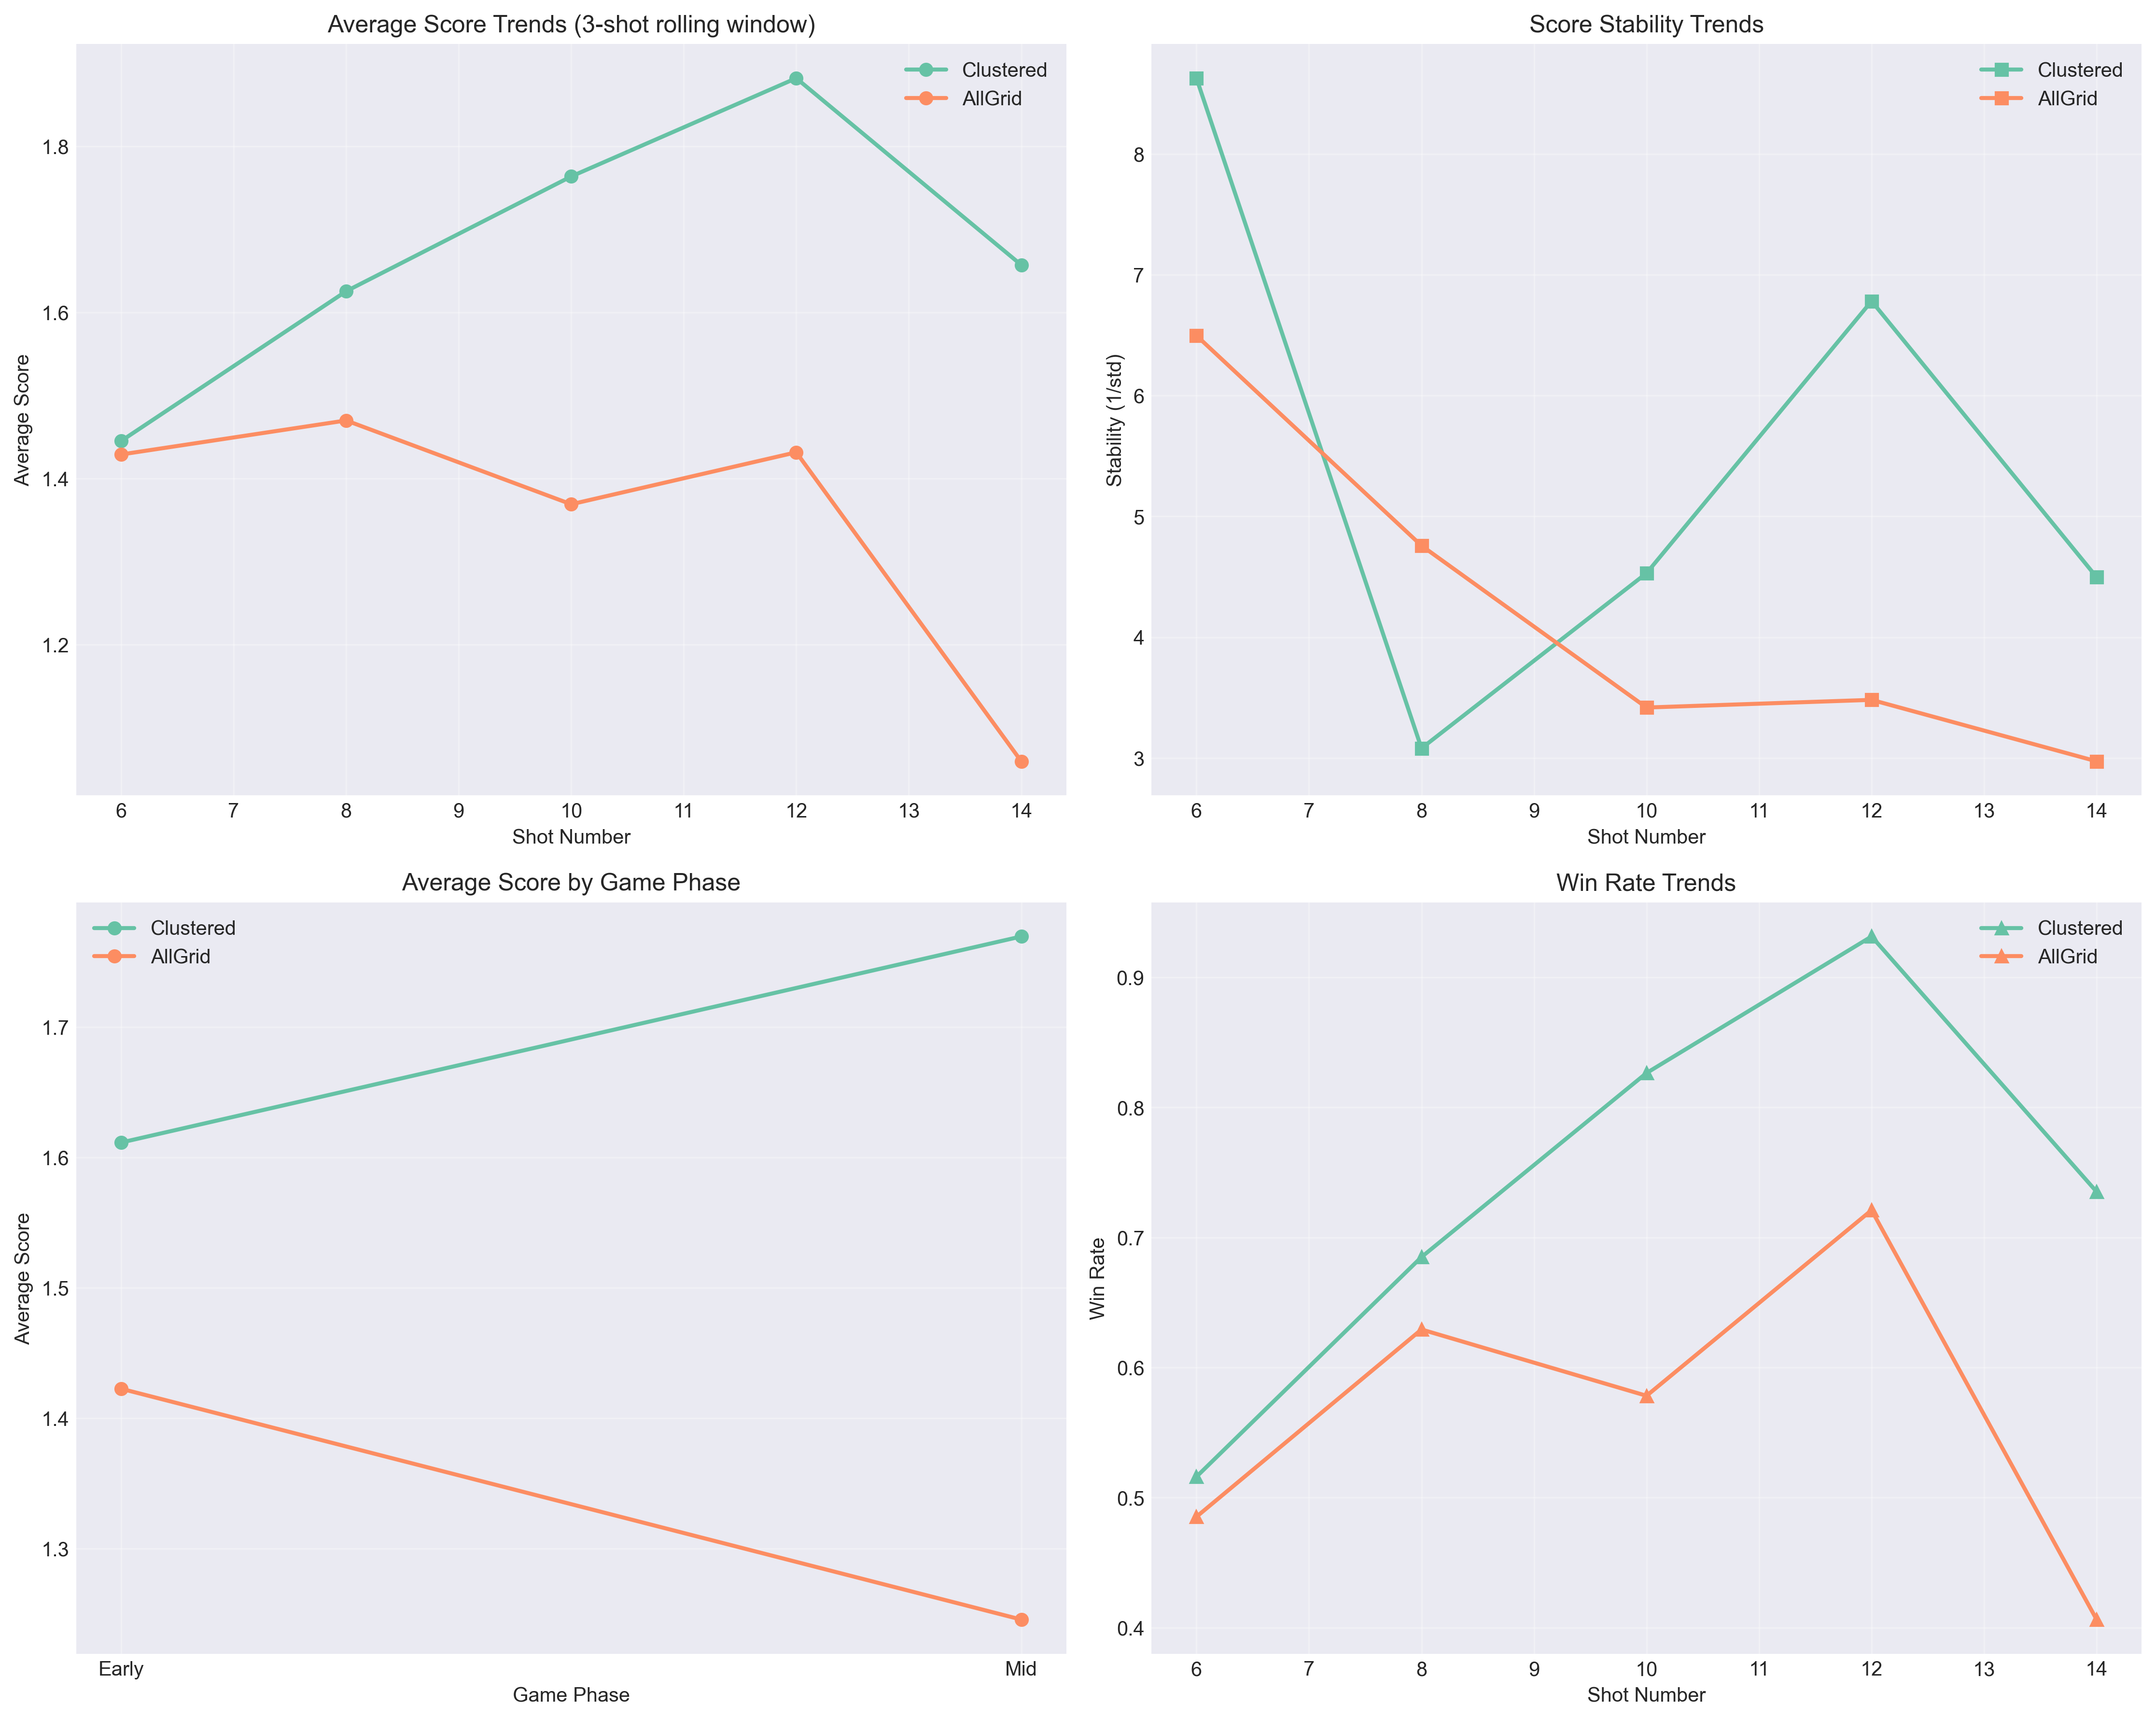 Average Score Trends (3-shot rolling window)
Clustered
AllGrid
1.8
1.6
1.4
1.2
Average Score
6 7 8 9 10 11 12 13 14
Shot Number
Score Stability Trends
Clustered
AllGrid
8
7
6
5
4
3
Stability (1/std)
6 7 8 9 10 11 12 13 14
Shot Number
Average Score by Game Phase
Clustered
AllGrid
1.7
1.6
1.5
1.4
1.3
Average Score
Early Mid
Game Phase
Win Rate Trends
Clustered
AllGrid
0.9
0.8
0.7
0.6
0.5
0.4
Win Rate
6 7 8 9 10 11 12 13 14
Shot Number